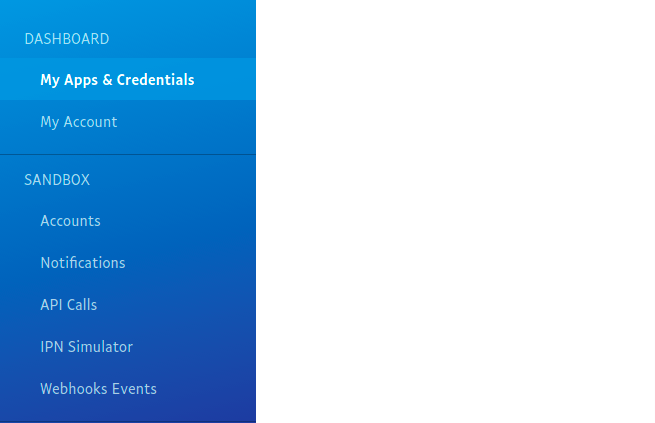 DASHBOARD
My Apps & Credentials
My Account
SANDBOX
Accounts
Notifications
API Calls
IPN Simulator
Webhooks Events